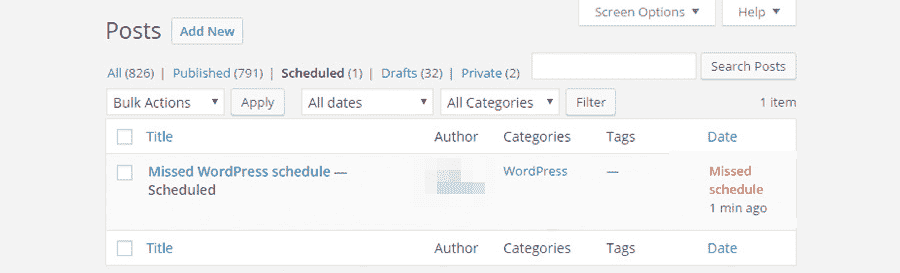 Screen Options ▼ Help ▼
Posts Add New
All (826) | Published (791) | Scheduled (1) | Drafts (32) | Private (2) Search Posts
Bulk Actions ▼ Apply All dates ▼ All Categories ▼ Filter 1 item
Title Author Categories Tags Date
Missed WordPress schedule — WordPress — Missed
Scheduled schedule
1 min ago
Title Author Categories Tags Date